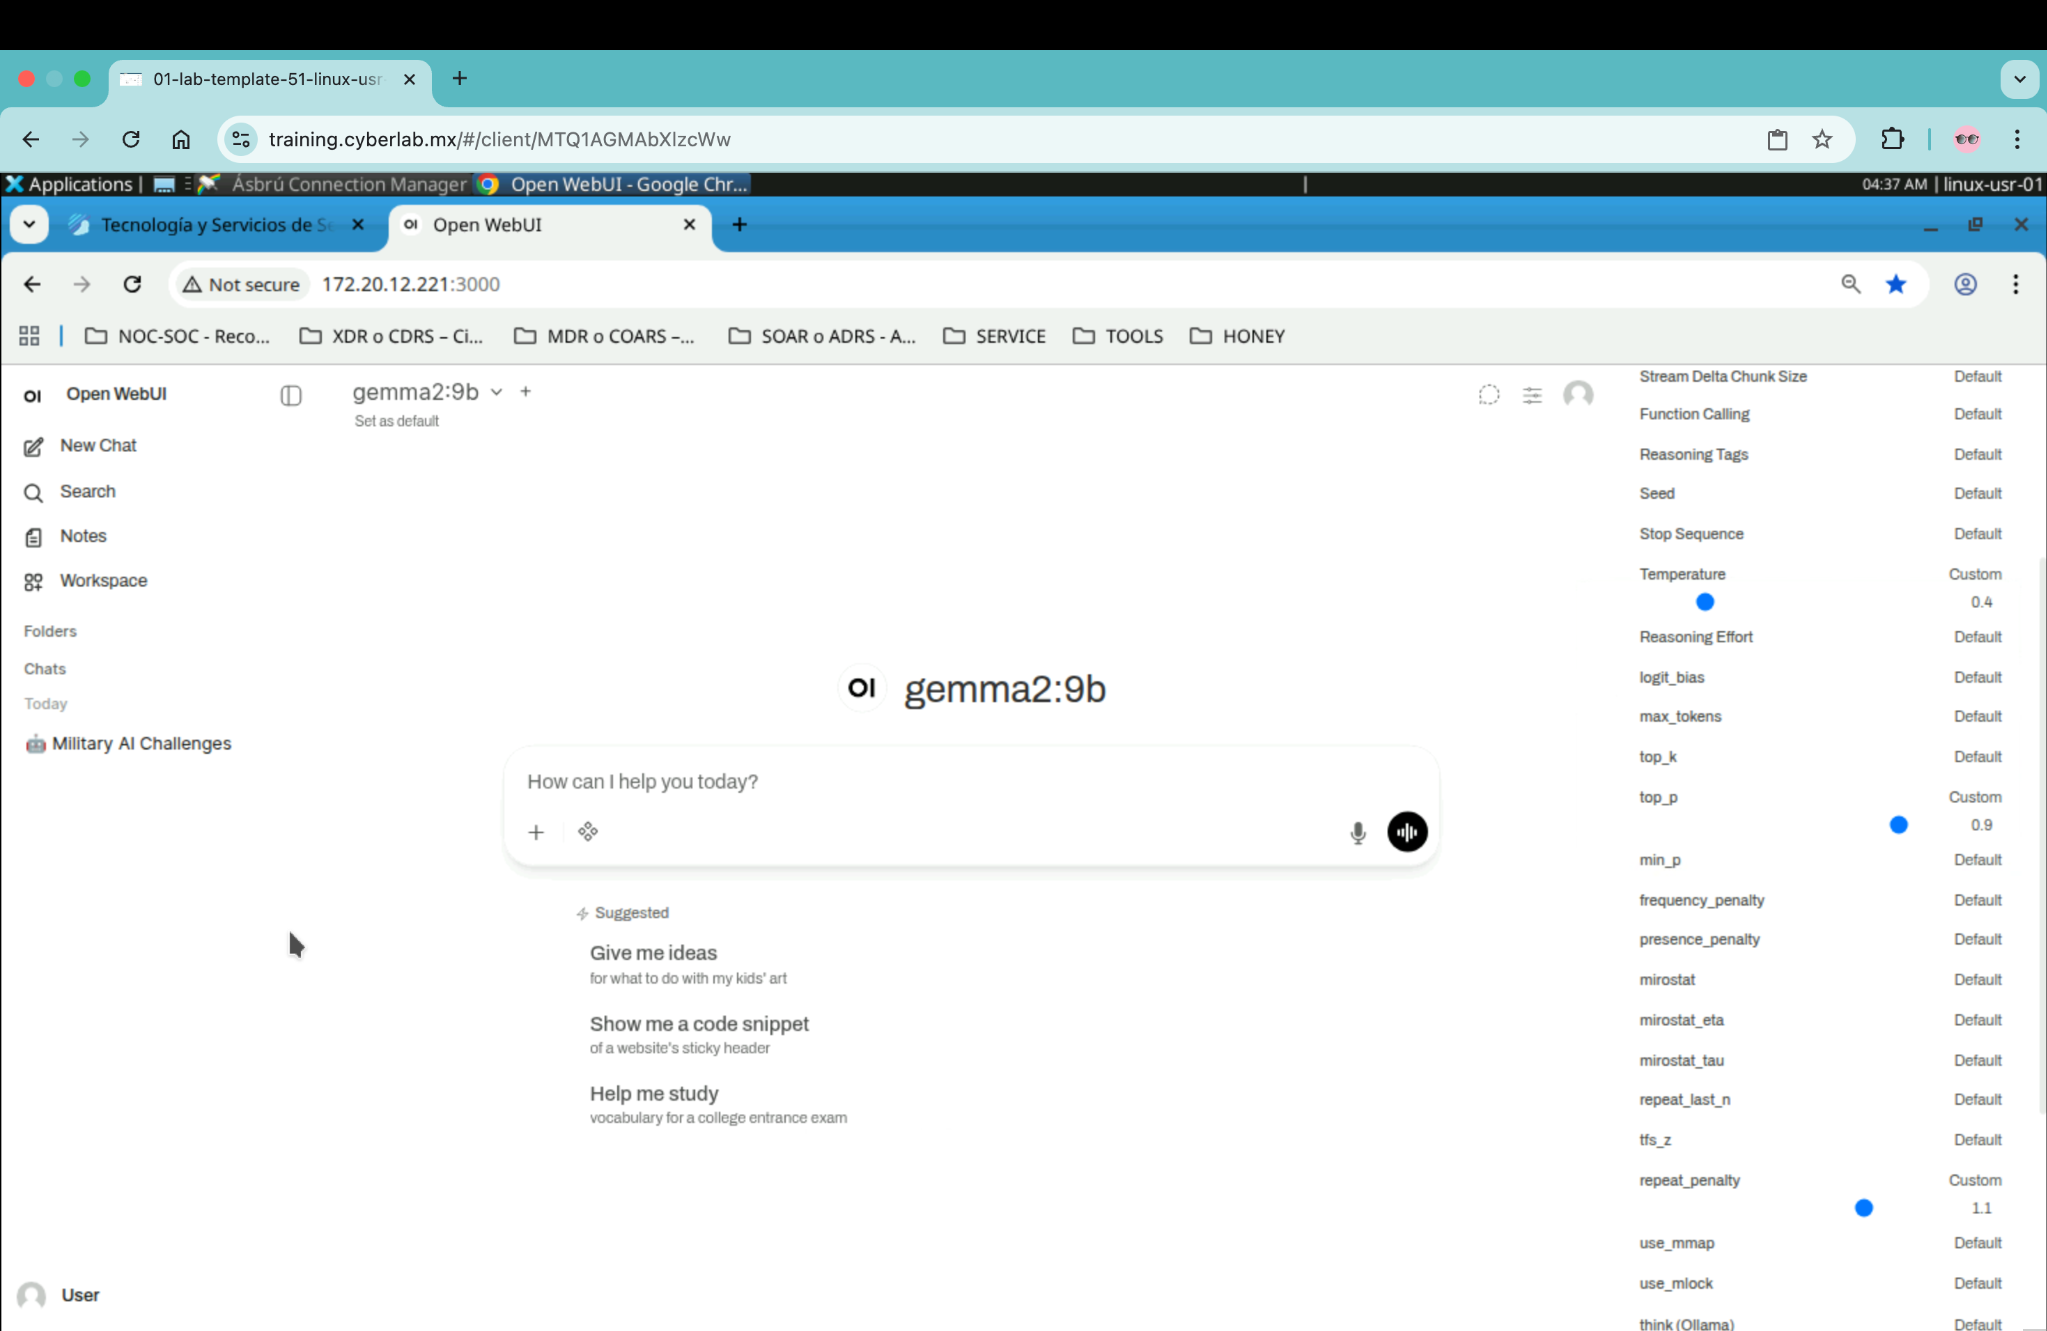 01-lab-template-51-linux-usr
training.cyberlab.mx/#/client/MTQ1AGMAbXIzcWw
Applications | Ásbrú Connection Manager Open WebUI - Google Chr... 04:37 AM | linux-usr-01
Tecnología y Servicios de Se Open WebUI
Not secure 172.20.12.221:3000
NOC-SOC - Reco... XDR o CDRS – Ci... MDR o COARS –... SOAR o ADRS - A... SERVICE TOOLS HONEY
OI Open WebUI
New Chat
Search
Notes
Workspace
Folders
Chats
Today
Military AI Challenges
User
gemma2:9b
Set as default
OI gemma2:9b
How can I help you today?
Suggested
Give me ideas
for what to do with my kids' art
Show me a code snippet
of a website's sticky header
Help me study
vocabulary for a college entrance exam
Stream Delta Chunk Size Default
Function Calling Default
Reasoning Tags Default
Seed Default
Stop Sequence Default
Temperature Custom
0.4
Reasoning Effort Default
logit_bias Default
max_tokens Default
top_k Default
top_p Custom
0.9
min_p Default
frequency_penalty Default
presence_penalty Default
mirostat Default
mirostat_eta Default
mirostat_tau Default
repeat_last_n Default
tfs_z Default
repeat_penalty Custom
1.1
use_mmap Default
use_mlock Default
think (Ollama) Default